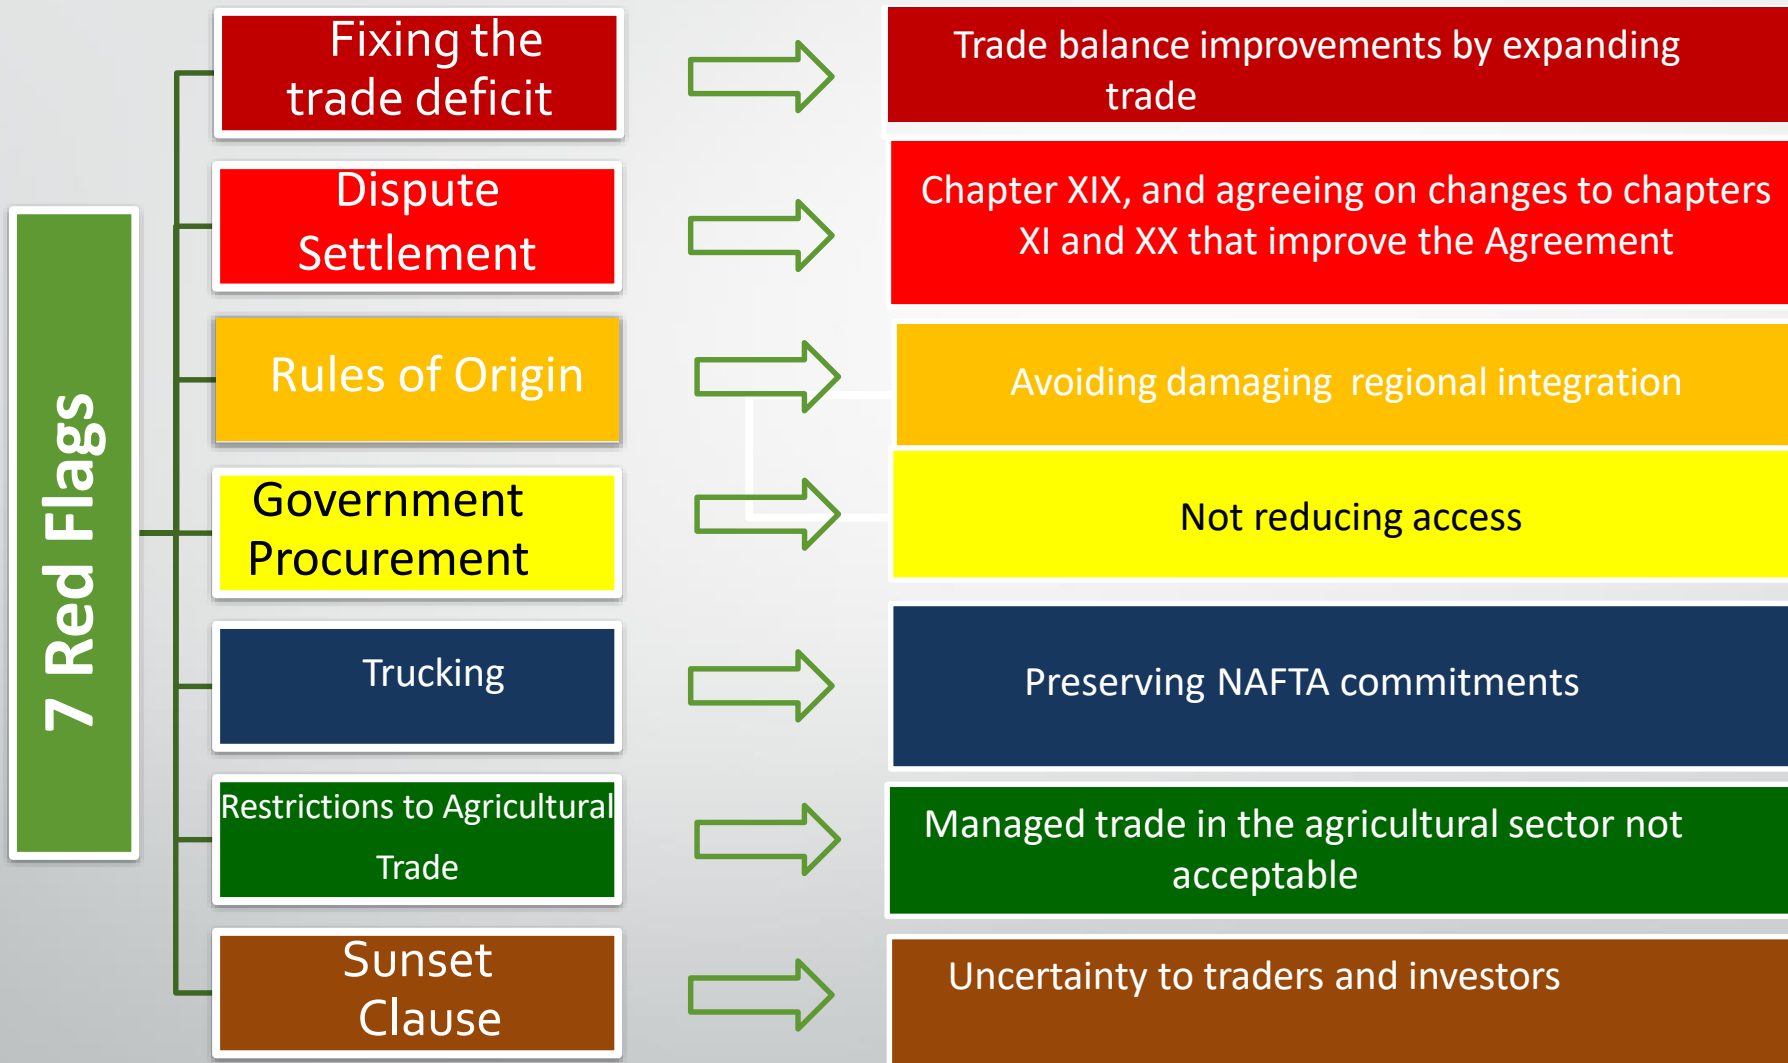 7 Red Flags
Fixing the
trade deficit
Trade balance improvements by expanding
trade
Dispute
Settlement
Chapter XIX, and agreeing on changes to chapters
XI and XX that improve the Agreement
Rules of Origin
Avoiding damaging regional integration
Government
Procurement
Not reducing access
Trucking
Preserving NAFTA commitments
Restrictions to Agricultural
Trade
Managed trade in the agricultural sector not
acceptable
Sunset
Clause
Uncertainty to traders and investors